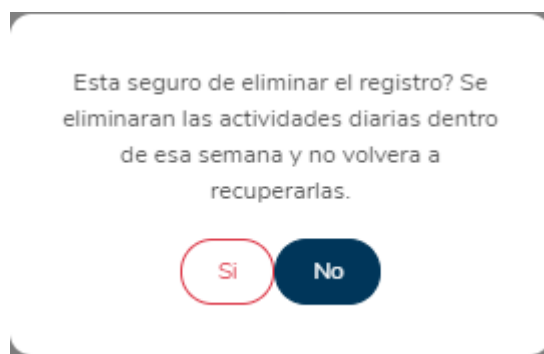 Esta seguro de eliminar el registro? Se
eliminaran las actividades diarias dentro
de esa semana y no volvera a
recuperarlas.
Si
No